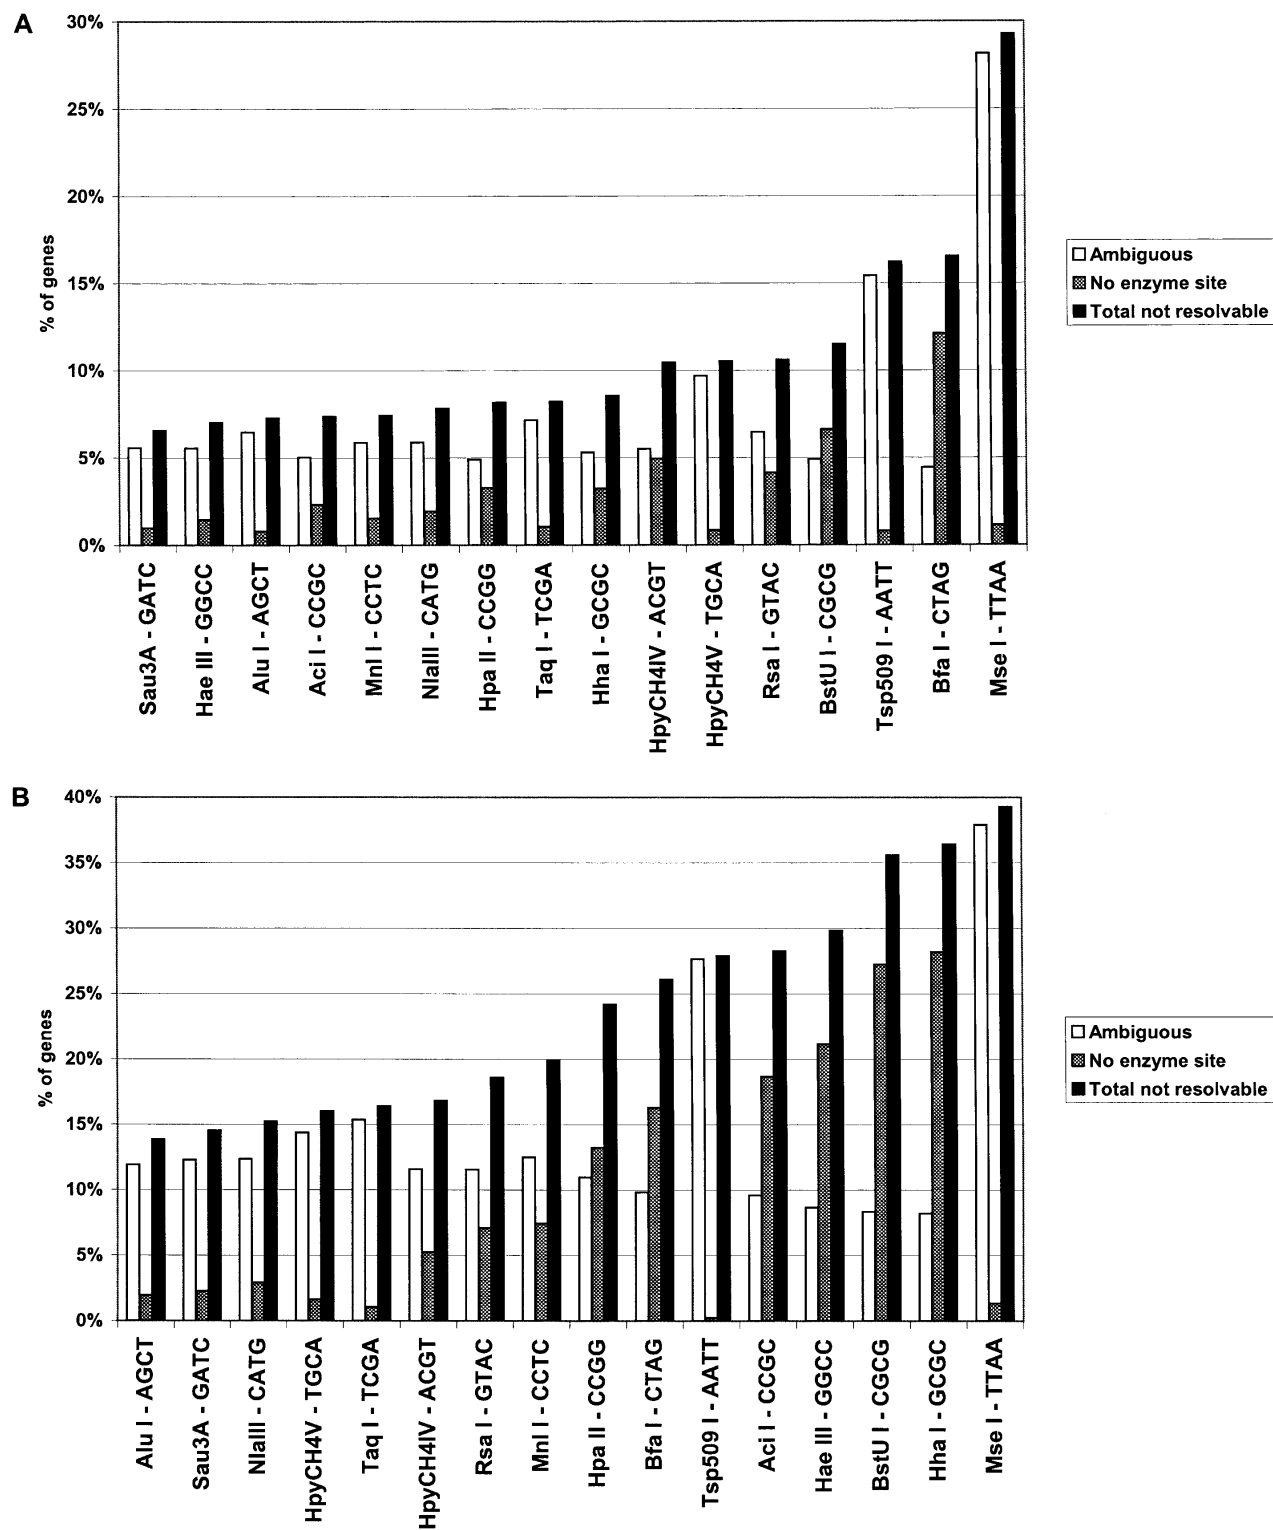 A
30%
25%
20%
15%
10%
5%
0%
% of genes
Sau3A - GATC
Hae III - GGCC
Alu I - AGCT
Aci I - CCGC
Mnl I - CCTC
NlaIII - CATG
Hpa II - CCGG
Taq I - TCGA
Hha I - GCGC
HpyCH4IV - ACGT
HpyCH4V - TGCA
Rsa I - GTAC
BstU I - CGCG
Tsp509 I - AATT
Bfa I - CTAG
Mse I - TTAA
Ambiguous
No enzyme site
Total not resolvable
B
40%
35%
30%
25%
20%
15%
10%
5%
0%
% of genes
Alu I - AGCT
Sau3A - GATC
NlaIII - CATG
HpyCH4V - TGCA
Taq I - TCGA
HpyCH4IV - ACGT
Rsa I - GTAC
Mnl I - CCTC
Hpa II - CCGG
Bfa I - CTAG
Tsp509 I - AATT
Aci I - CCGC
Hae III - GGCC
BstU I - CGCG
Hha I - GCGC
Mse I - TTAA
Ambiguous
No enzyme site
Total not resolvable